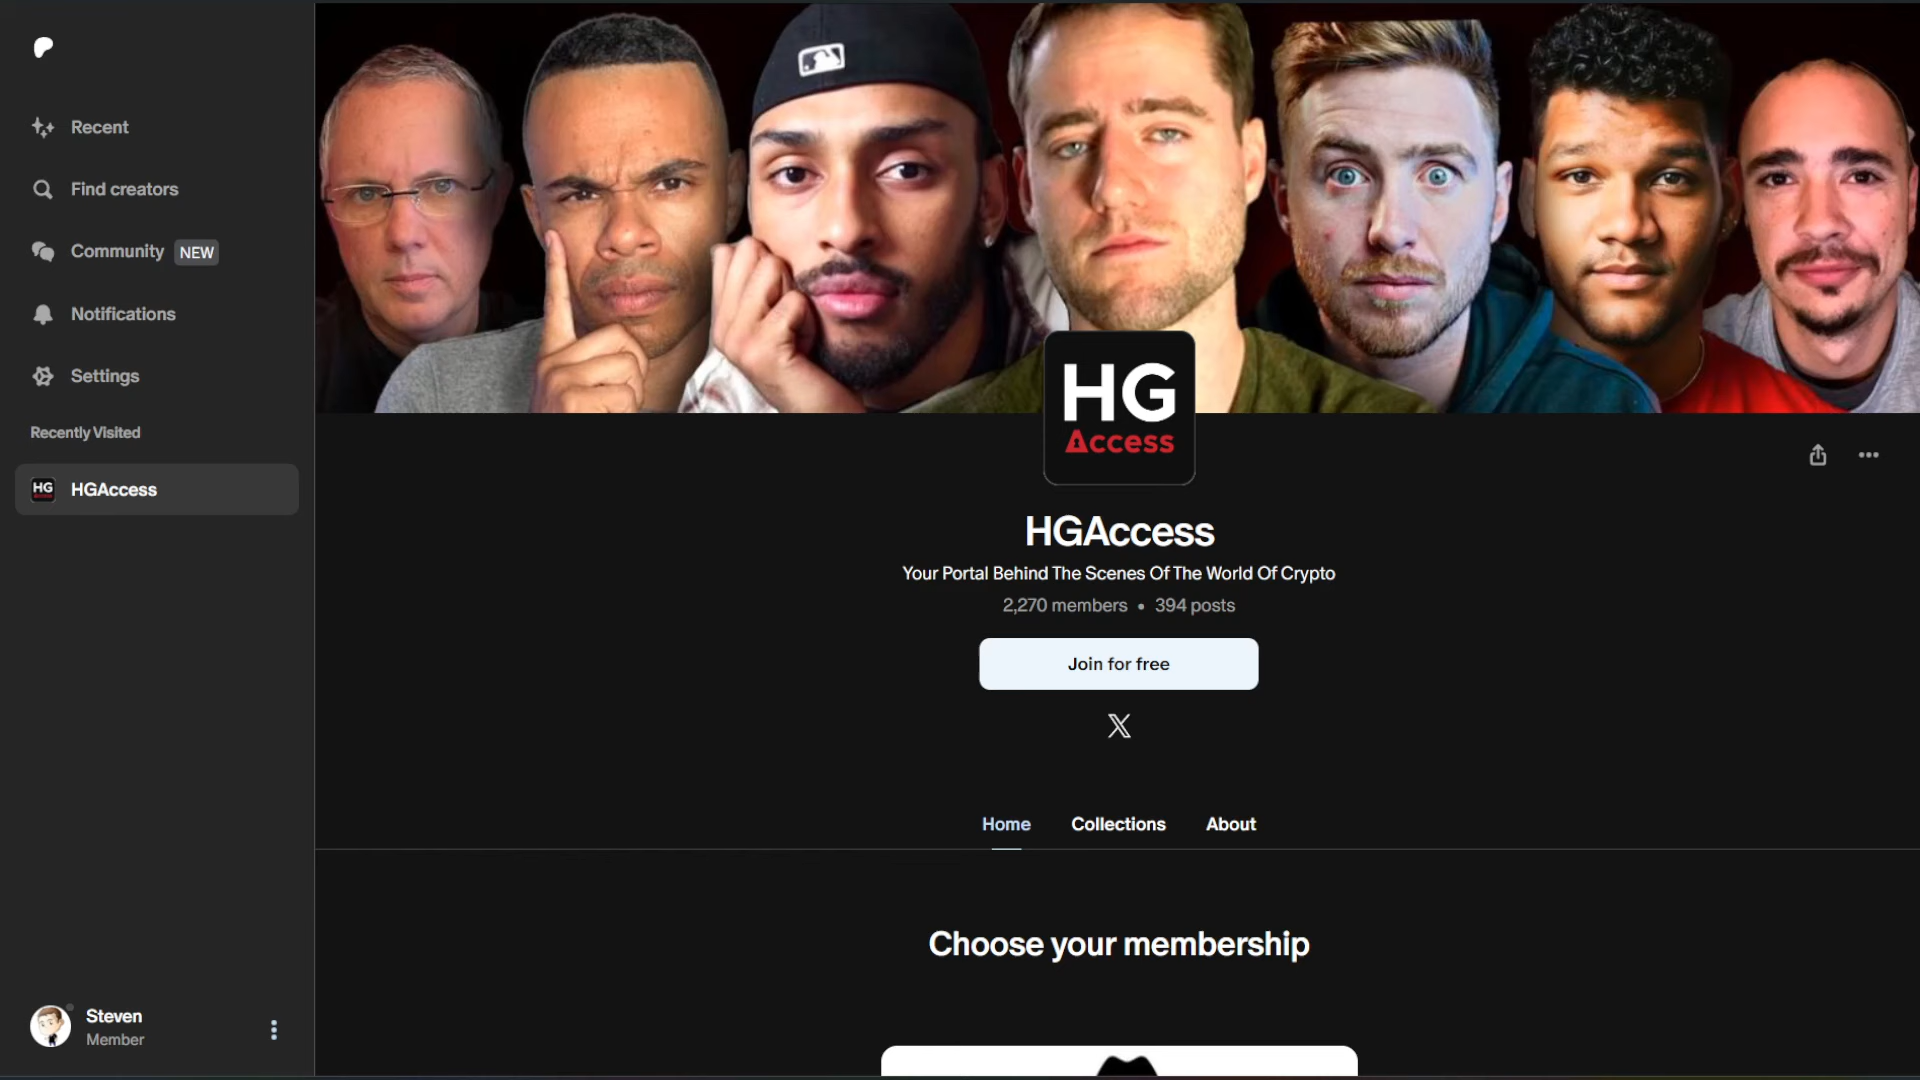 Recent
Find creators
Community NEW
Notifications
Settings
Recently Visited
HG HGAccess
Steven
Member
HG
Access
HGAccess
Your Portal Behind The Scenes Of The World Of Crypto
2,270 members • 394 posts
Join for free
Home Collections About
Choose your membership